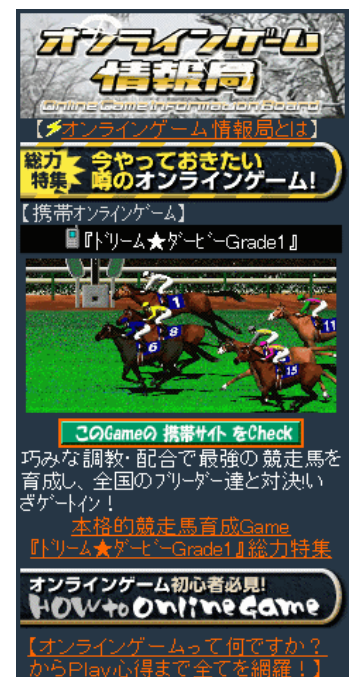 オンラインゲーム
情報局
Online Game Information Board
【⚡オンラインゲーム情報局とは】
総力
特集
今やっておきたい
噂のオンラインゲーム!
【携帯ｵﾝﾗｲﾝｹﾞｰﾑ】
『ﾄﾞﾘｰﾑ★ﾀﾞｰﾋﾞｰGrade1』
1
11
6
8
15
このGameの 携帯サイト をCheck
巧みな調教･配合で最強の競走馬を
育成し､全国のﾌﾞﾘｰﾀﾞｰ達と対決!い
ざｹﾞｰﾄｲﾝ！
本格的競走馬育成Game
『ﾄﾞﾘｰﾑ★ﾀﾞｰﾋﾞｰGrade1』総力特集
オンラインゲーム初心者必見!
HOW to Online Game
【オンラインゲームって何ですか？
からPlay心得まで全てを網羅！】